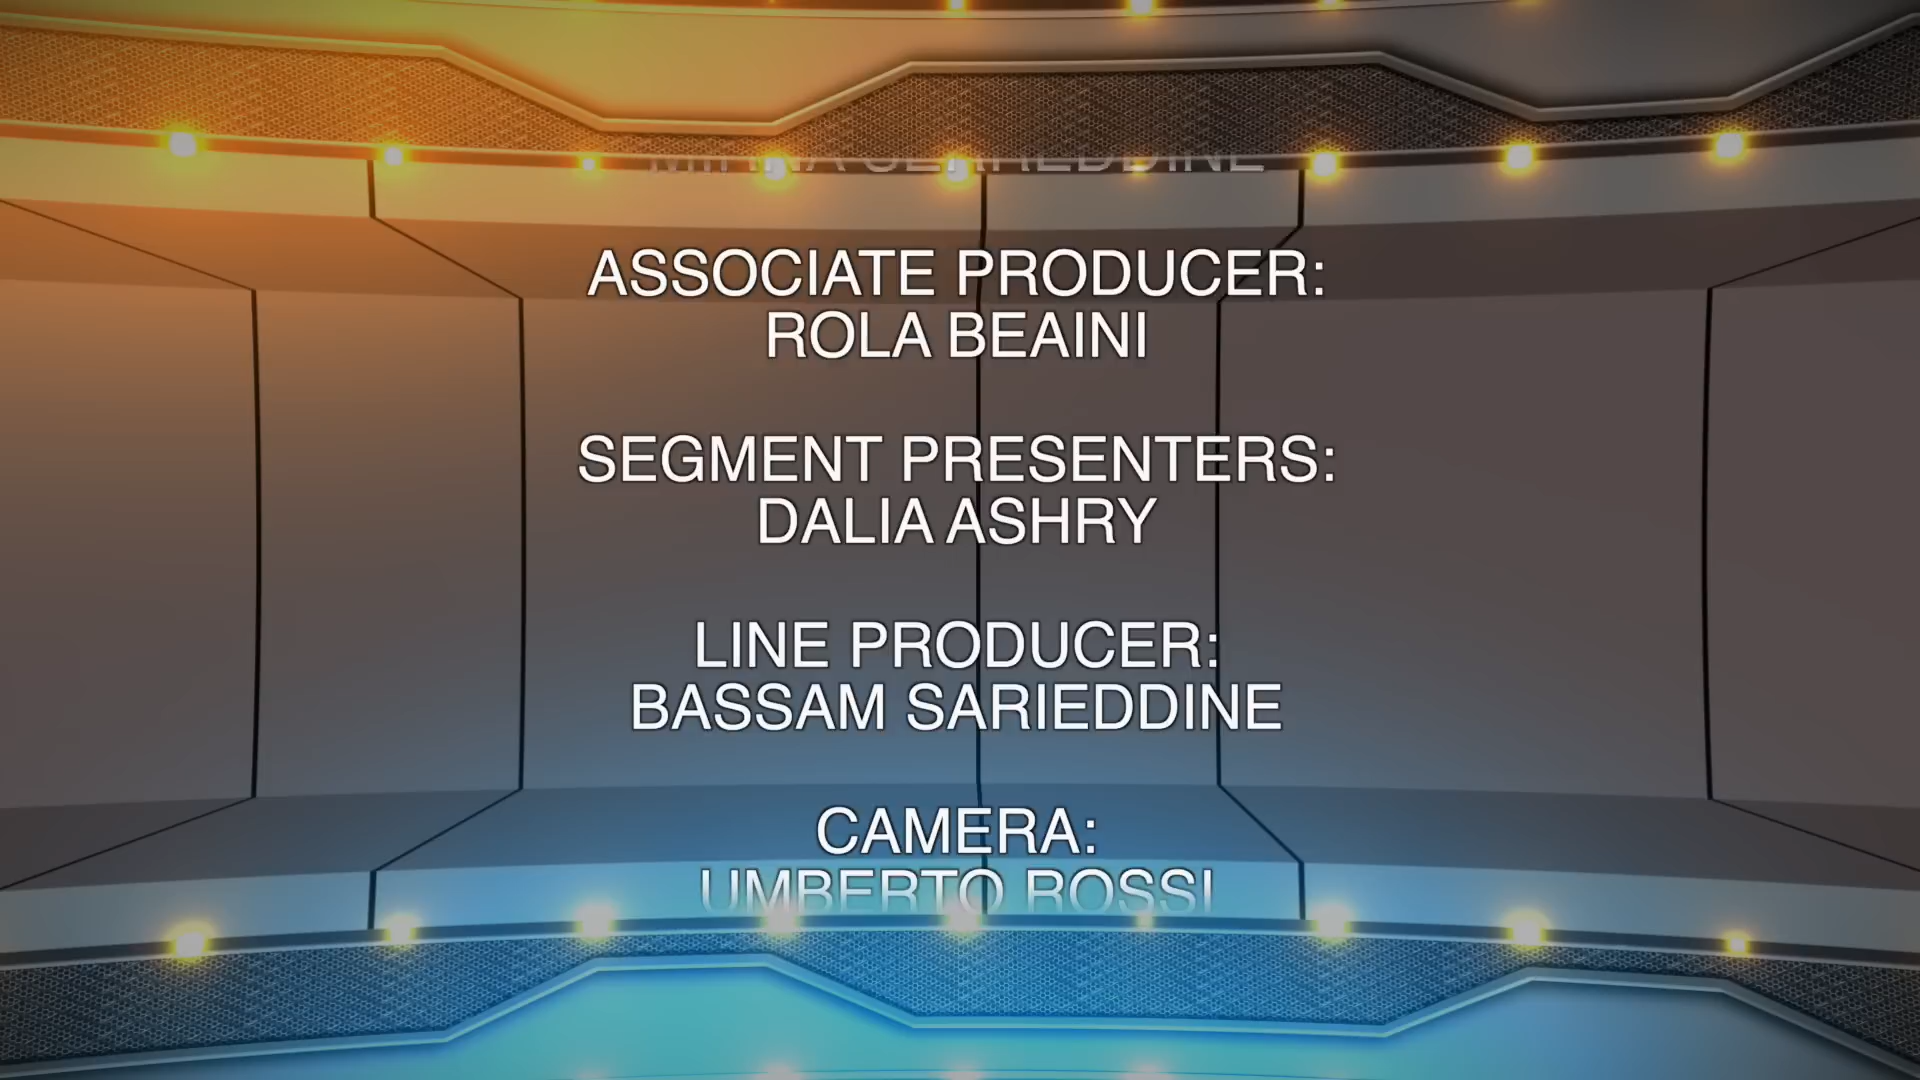 ASSOCIATE PRODUCER:
ROLA BEAINI
SEGMENT PRESENTERS:
DALIA ASHRY
LINE PRODUCER:
BASSAM SARIEDDINE
CAMERA:
UMBERTO ROSSI